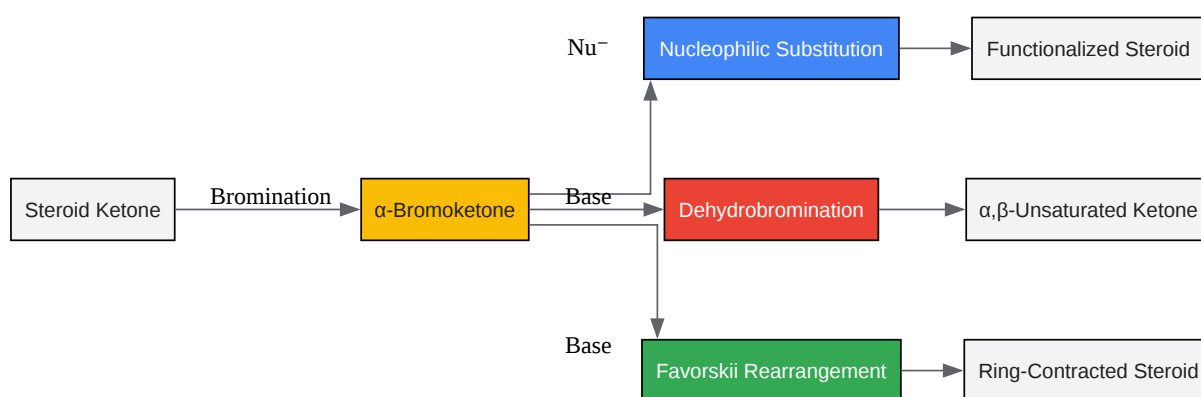 Nu⁻
Nucleophilic Substitution
Functionalized Steroid
Steroid Ketone
Bromination
α-Bromoketone
Base
Dehydrobromination
α,β-Unsaturated Ketone
Base
Favorskii Rearrangement
Ring-Contracted Steroid